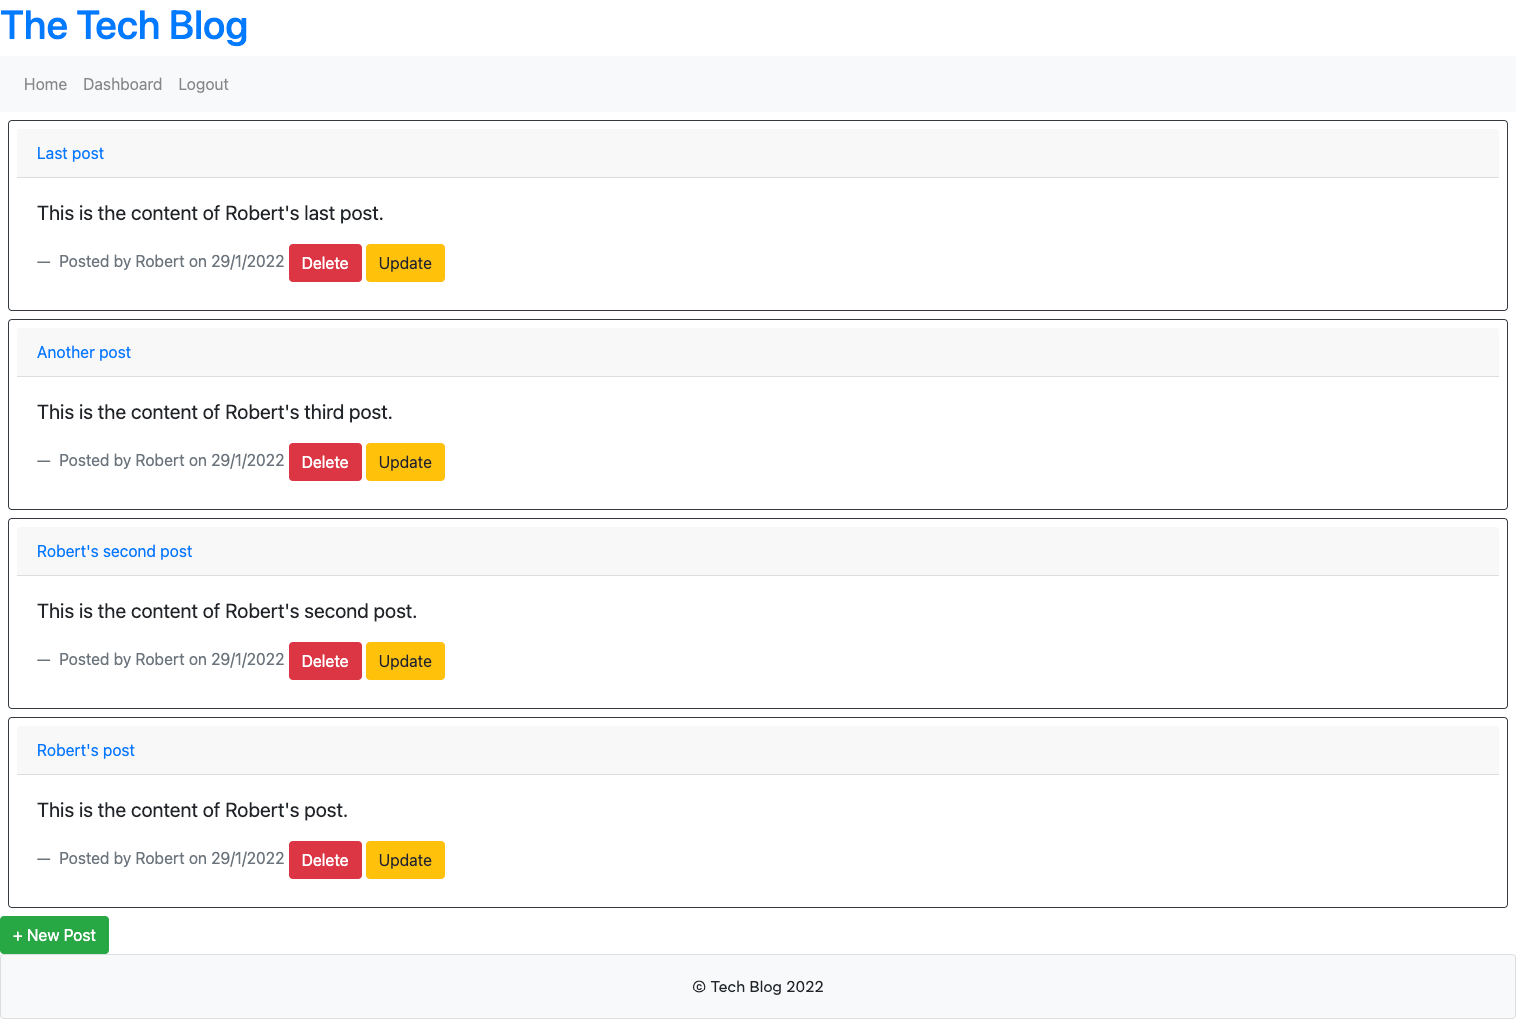 The Tech Blog
Home Dashboard Logout
Last post
This is the content of Robert's last post.
— Posted by Robert on 29/1/2022 Delete Update
Another post
This is the content of Robert's third post.
— Posted by Robert on 29/1/2022 Delete Update
Robert's second post
This is the content of Robert's second post.
— Posted by Robert on 29/1/2022 Delete Update
Robert's post
This is the content of Robert's post.
— Posted by Robert on 29/1/2022 Delete Update
+ New Post
© Tech Blog 2022